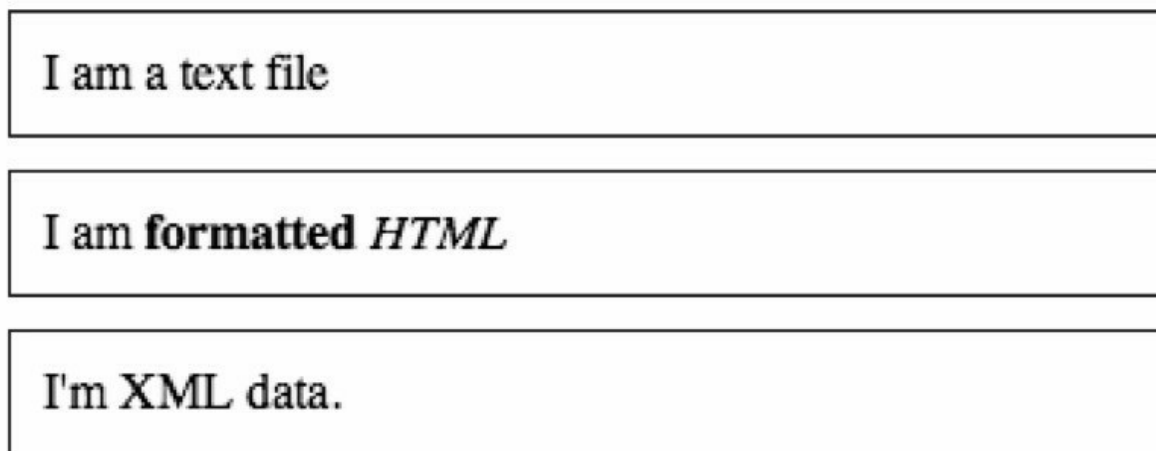 I am a text file
I am formatted HTML
I'm XML data.